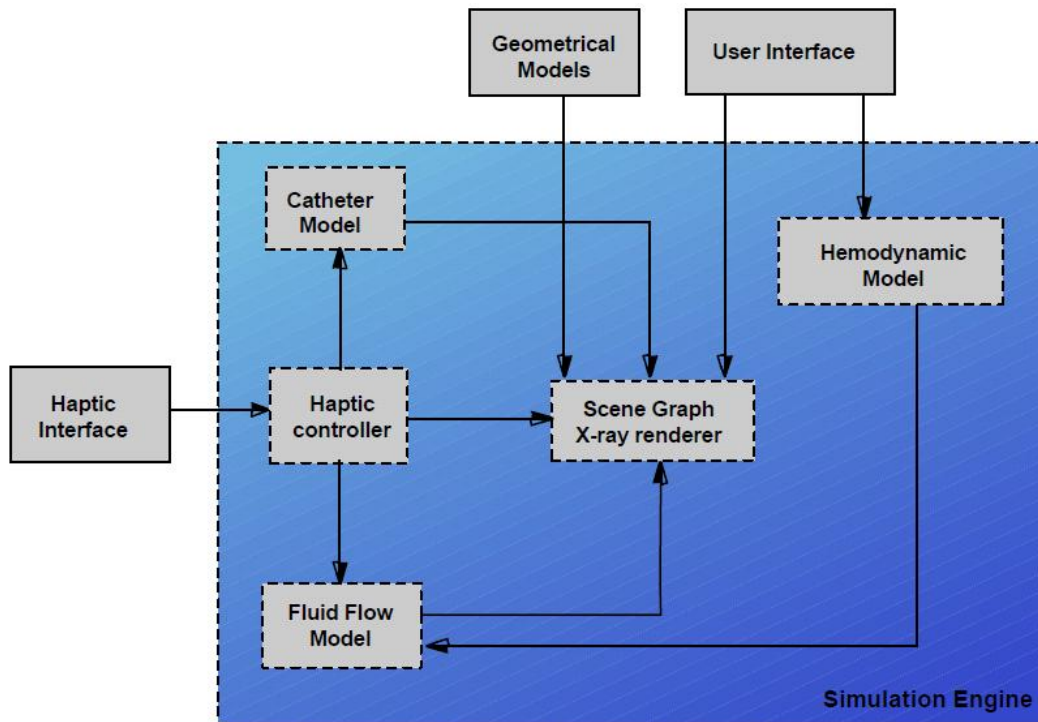 Geometrical
Models
User Interface
Catheter
Model
Hemodynamic
Model
Haptic
Interface
Haptic
controller
Scene Graph
X-ray renderer
Fluid Flow
Model
Simulation Engine